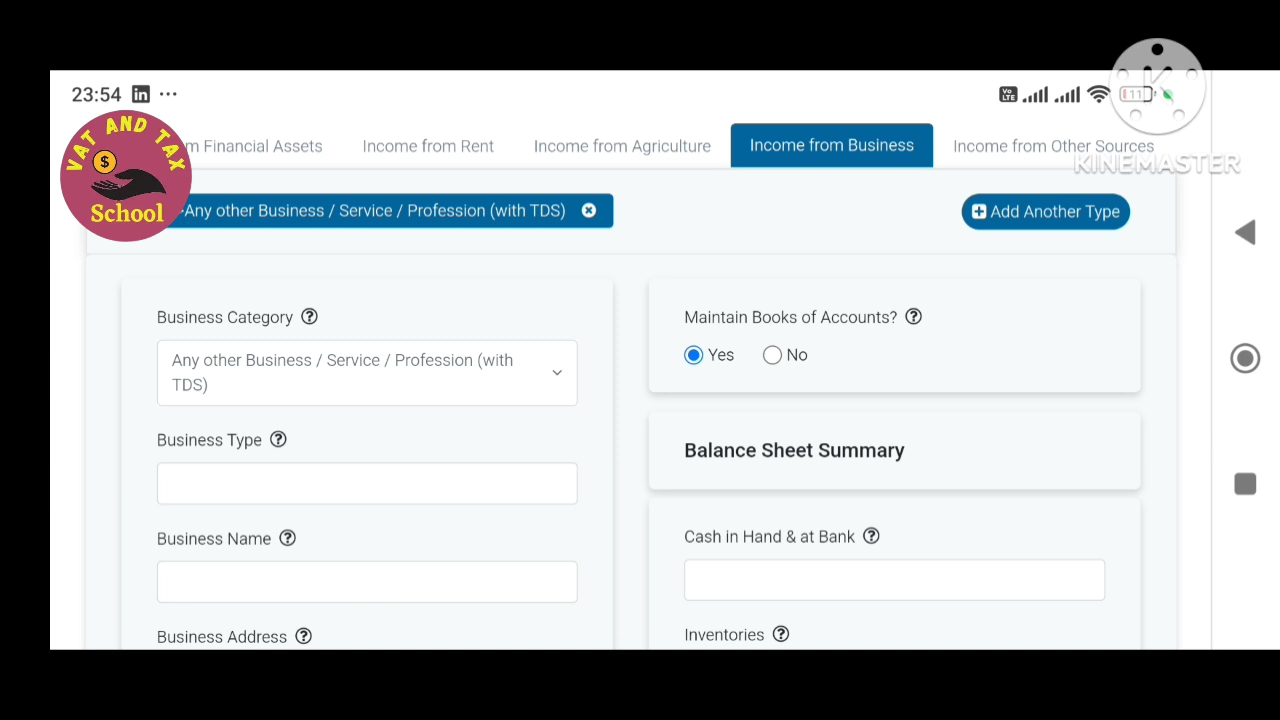 23:54
Vo
LTE
11
KINEMASTER
VAT AND TAX
$
School
m Financial Assets
Income from Rent
Income from Agriculture
Income from Business
Income from Other Sources
Any other Business / Service / Profession (with TDS)
Add Another Type
Business Category
Any other Business / Service / Profession (with
TDS)
Business Type
Business Name
Business Address
Maintain Books of Accounts?
Yes
No
Balance Sheet Summary
Cash in Hand & at Bank
Inventories